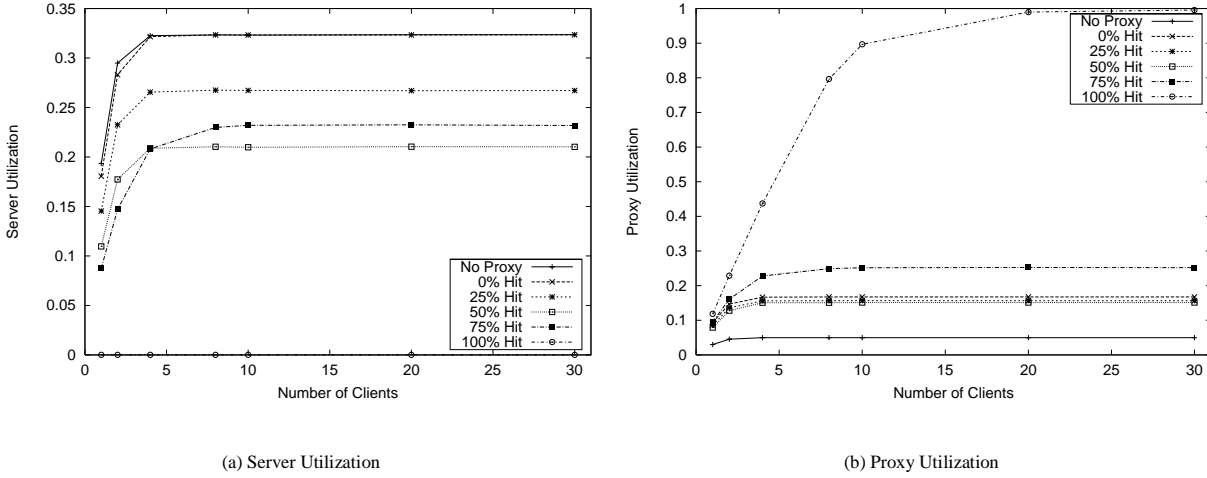 0.35
0.3
0.25
0.2
0.15
0.1
0.05
0
Server Utilization
0 5 10 15 20 25 30
Number of Clients
No Proxy
0% Hit
25% Hit
50% Hit
75% Hit
100% Hit
(a) Server Utilization
1
0.9
0.8
0.7
0.6
0.5
0.4
0.3
0.2
0.1
0
Proxy Utilization
0 5 10 15 20 25 30
Number of Clients
No Proxy
0% Hit
25% Hit
50% Hit
75% Hit
100% Hit
(b) Proxy Utilization